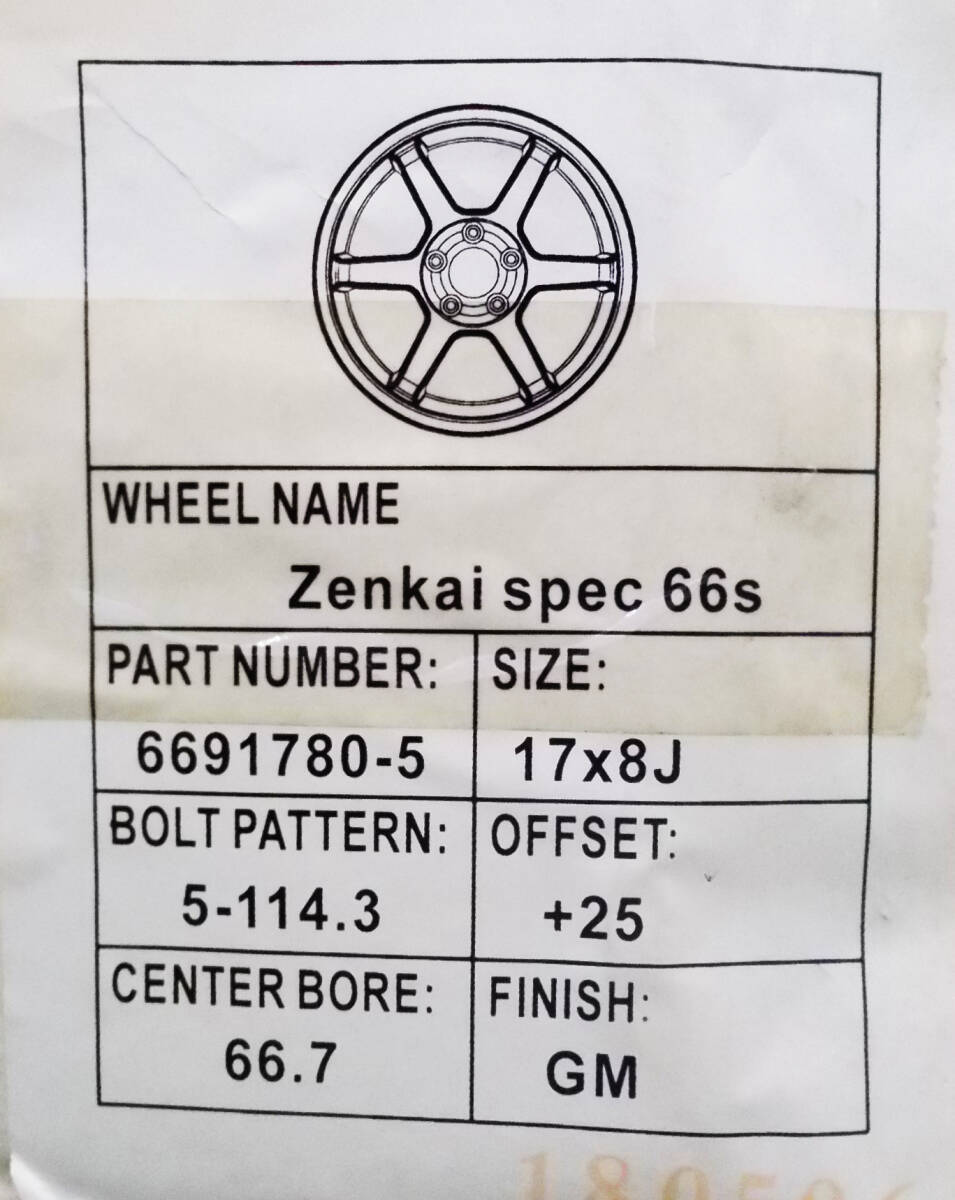 WHEEL NAME
Zenkai spec 66s
PART NUMBER: SIZE:
6691780-5 17x8J
BOLT PATTERN: OFFSET:
5-114.3 +25
CENTER BORE: FINISH:
66.7 GM